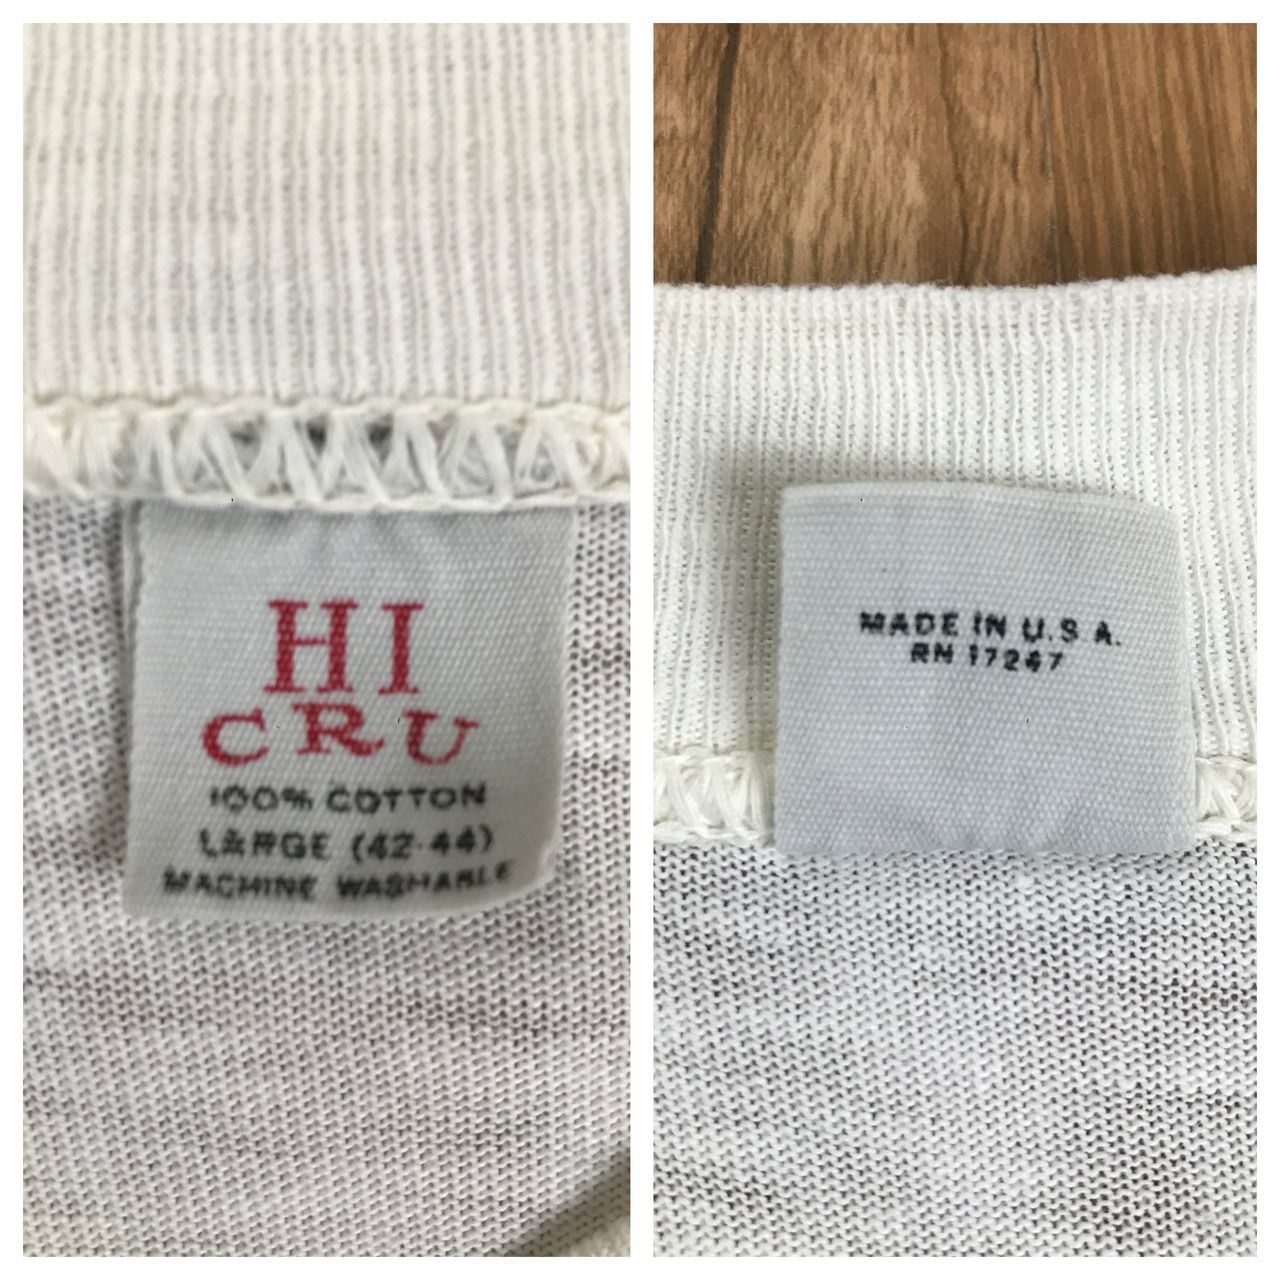 HI
CRU
100% COTTON
LARGE (42-44)
MACHINE WASHABLE
MADE IN U.S.A.
RN 17247